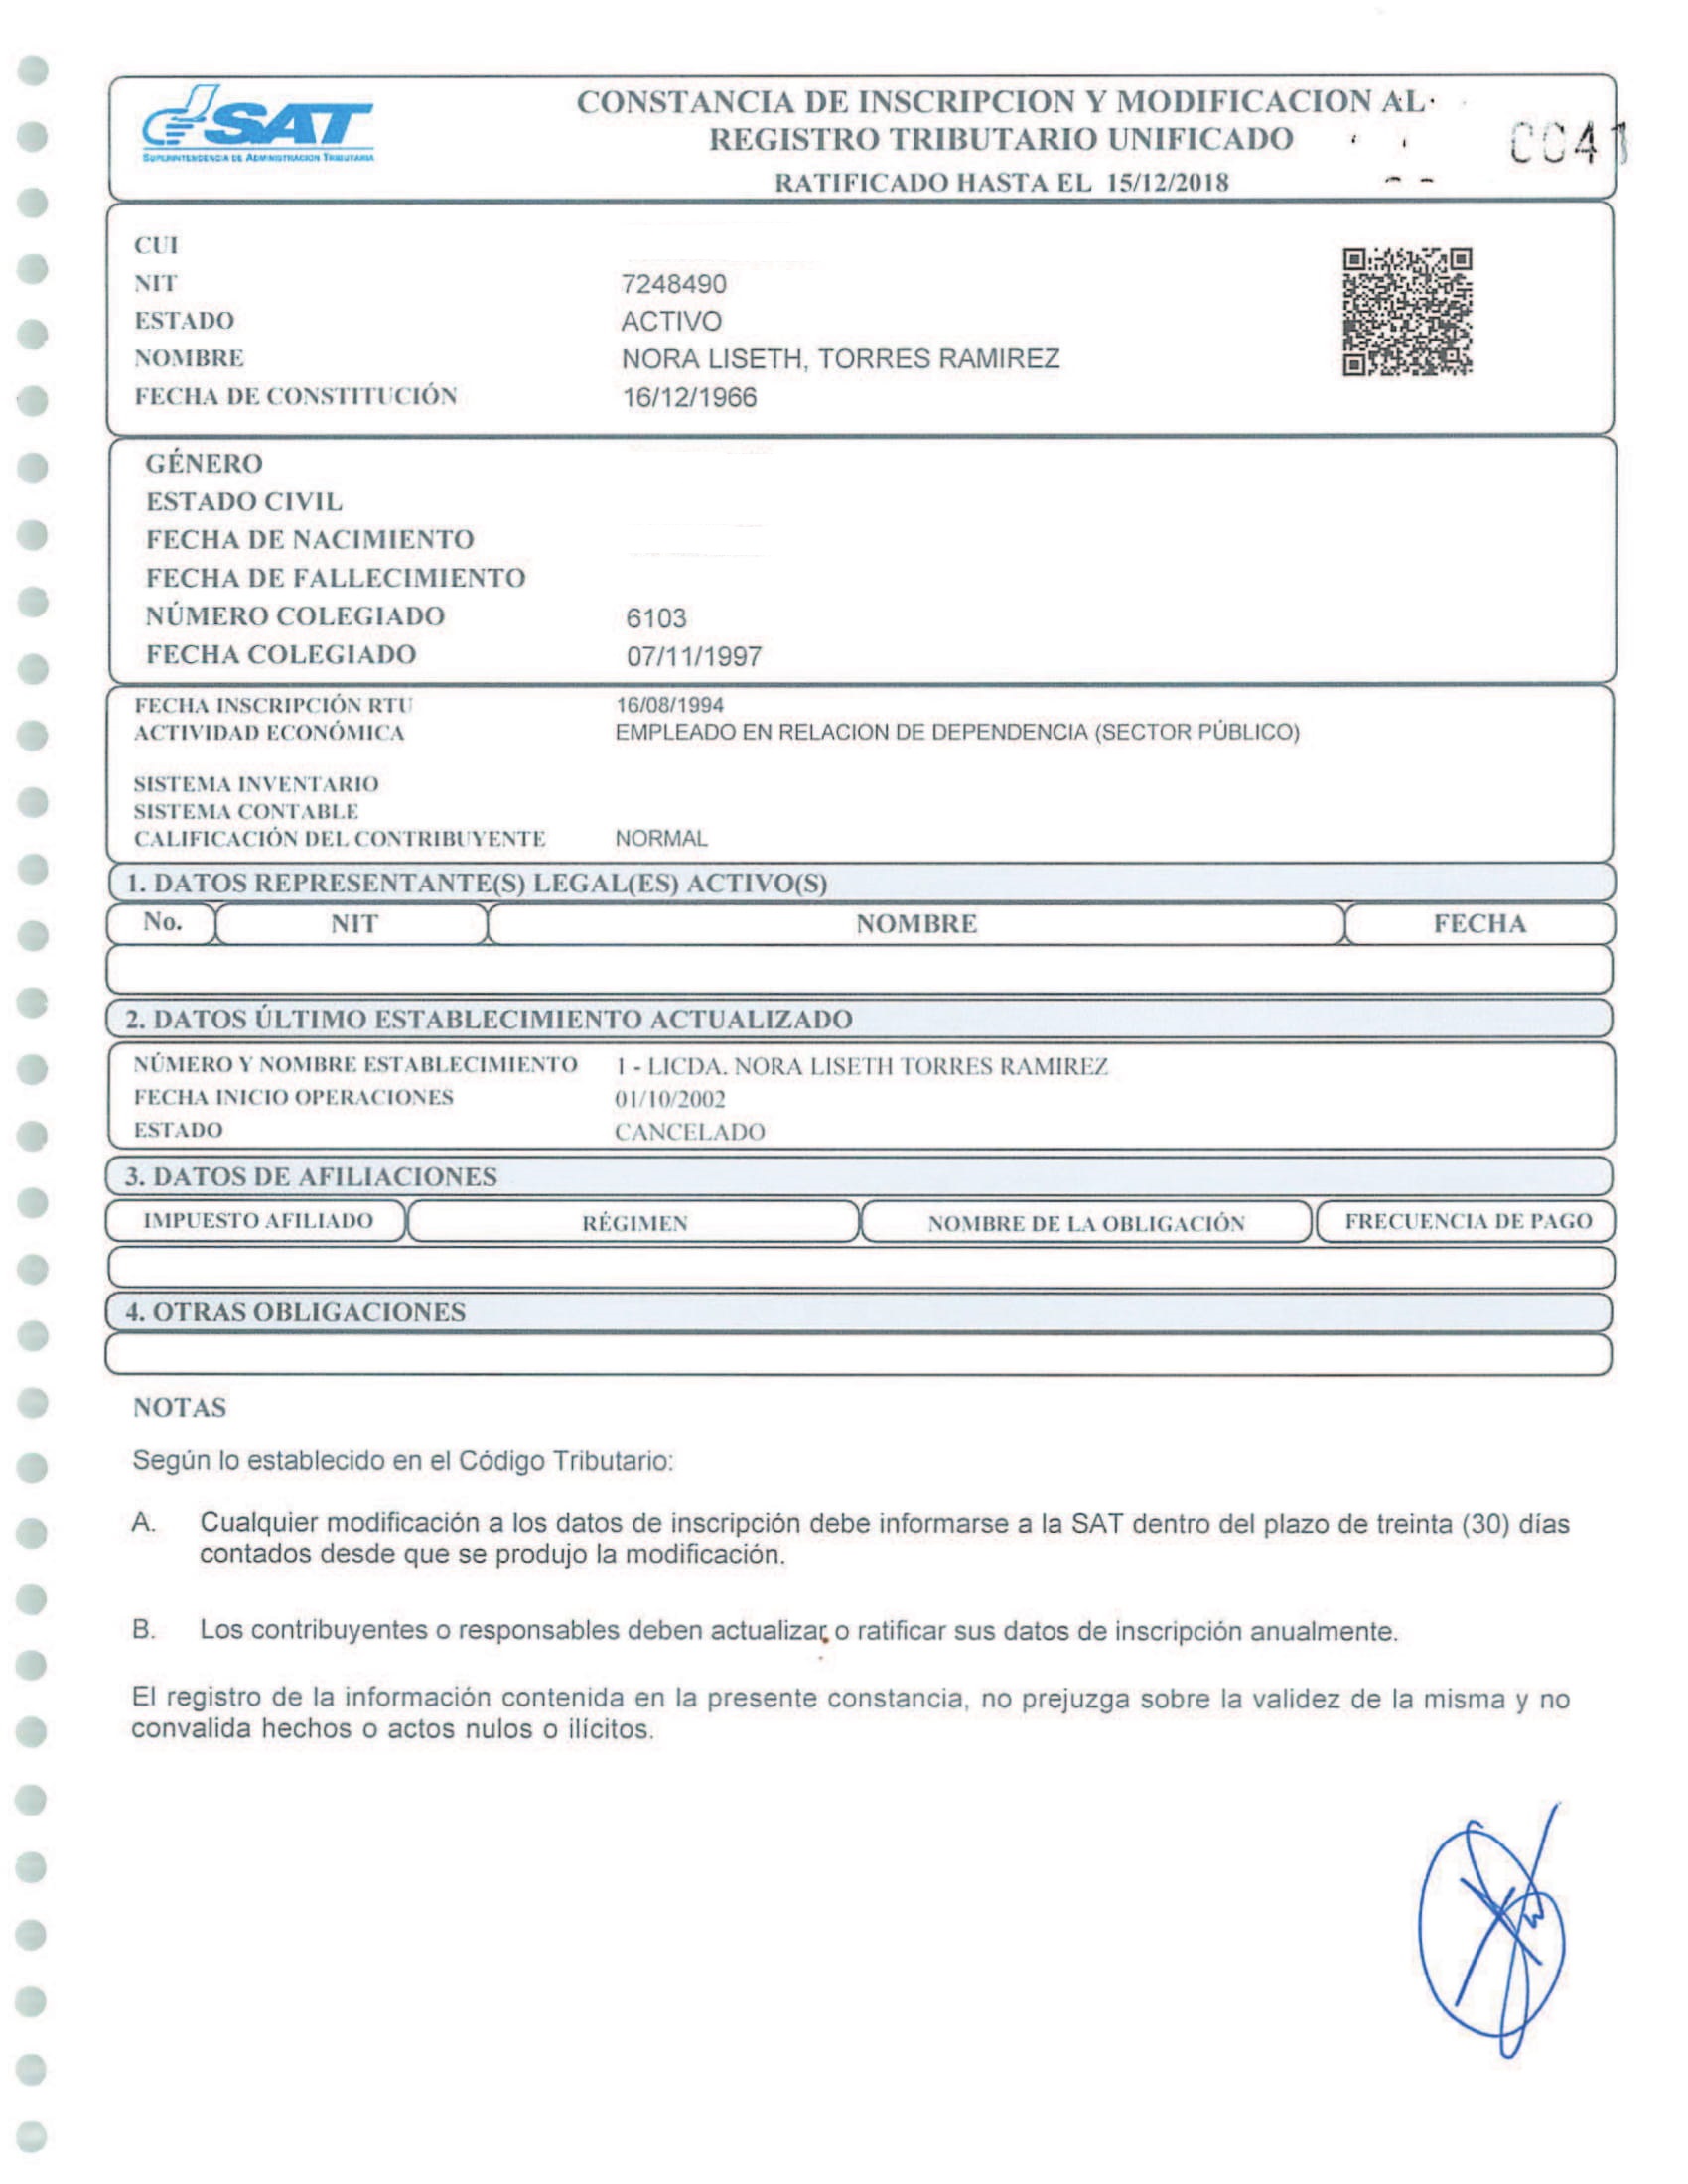 SAT
SUPERINTENDENCIA DE ADMINISTRACION TRIBUTARIA
CONSTANCIA DE INSCRIPCION Y MODIFICACION AL
REGISTRO TRIBUTARIO UNIFICADO
RATIFICADO HASTA EL 15/12/2018
0041
CUI
NIT 7248490
ESTADO ACTIVO
NOMBRE NORA LISETH, TORRES RAMIREZ
FECHA DE CONSTITUCIÓN 16/12/1966
GÉNERO
ESTADO CIVIL
FECHA DE NACIMIENTO
FECHA DE FALLECIMIENTO
NÚMERO COLEGIADO 6103
FECHA COLEGIADO 07/11/1997
FECHA INSCRIPCIÓN RTU 16/08/1994
ACTIVIDAD ECONÓMICA EMPLEADO EN RELACION DE DEPENDENCIA (SECTOR PÚBLICO)
SISTEMA INVENTARIO
SISTEMA CONTABLE
CALIFICACIÓN DEL CONTRIBUYENTE NORMAL
1. DATOS REPRESENTANTE(S) LEGAL(ES) ACTIVO(S)
No. NIT NOMBRE FECHA
2. DATOS ÚLTIMO ESTABLECIMIENTO ACTUALIZADO
NÚMERO Y NOMBRE ESTABLECIMIENTO 1 - LICDA. NORA LISETH TORRES RAMIREZ
FECHA INICIO OPERACIONES 01/10/2002
ESTADO CANCELADO
3. DATOS DE AFILIACIONES
IMPUESTO AFILIADO RÉGIMEN NOMBRE DE LA OBLIGACIÓN FRECUENCIA DE PAGO
4. OTRAS OBLIGACIONES
NOTAS
Según lo establecido en el Código Tributario:
A. Cualquier modificación a los datos de inscripción debe informarse a la SAT dentro del plazo de treinta (30) días
contados desde que se produjo la modificación.
B. Los contribuyentes o responsables deben actualizar o ratificar sus datos de inscripción anualmente.
El registro de la información contenida en la presente constancia, no prejuzga sobre la validez de la misma y no
convalida hechos o actos nulos o ilícitos.